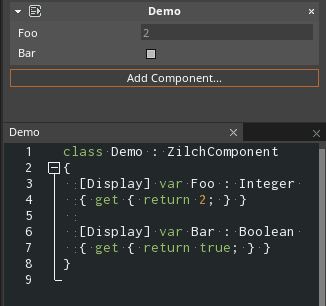 Demo
Foo 2
Bar
Add Component...
Demo
1 class Demo : ZilchComponent
2 {
3 [Display] var Foo : Integer
4 { get { return 2; } }
5
6 [Display] var Bar : Boolean
7 { get { return true; } }
8 }
9